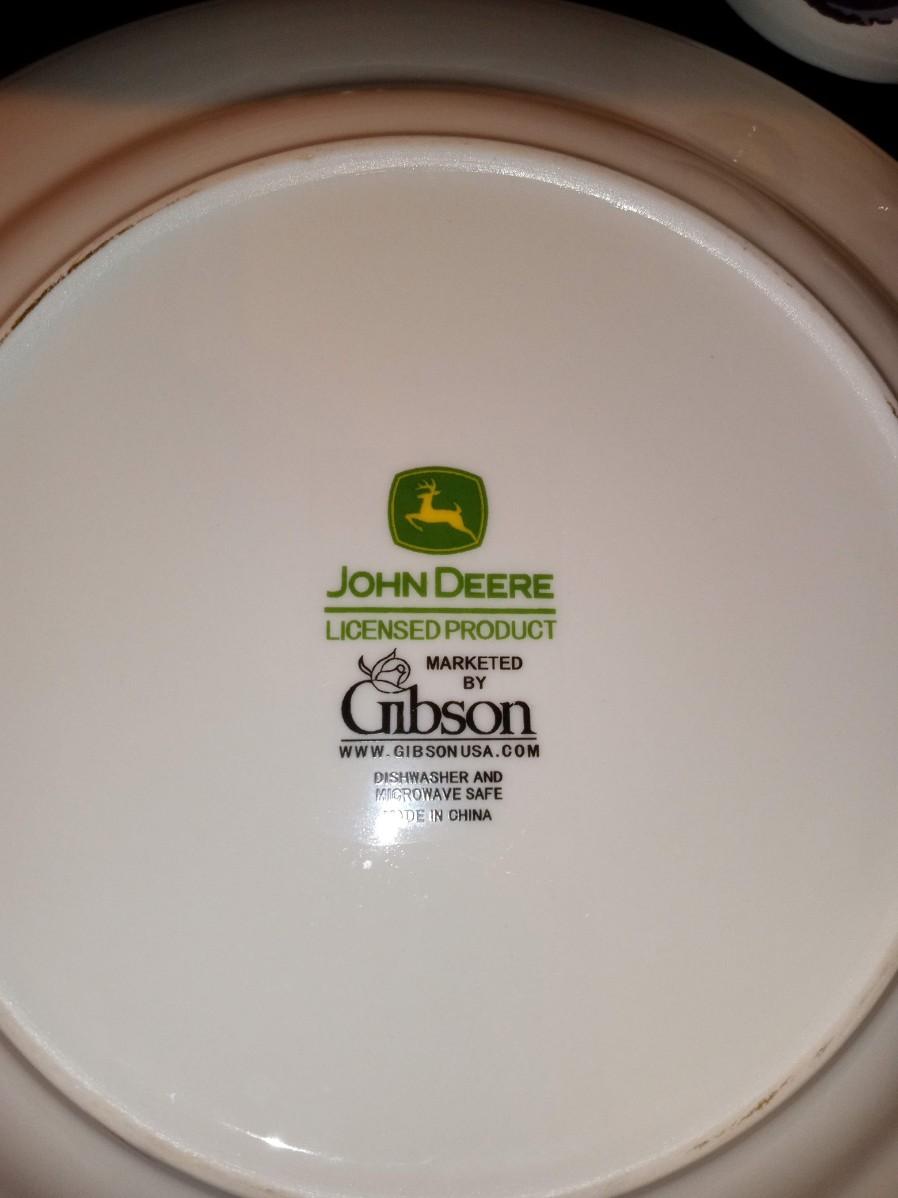 JOHN DEERE
LICENSED PRODUCT
MARKETED
BY
Gibson
WWW.GIBSONUSA.COM
DISHWASHER AND
MICROWAVE SAFE
MADE IN CHINA